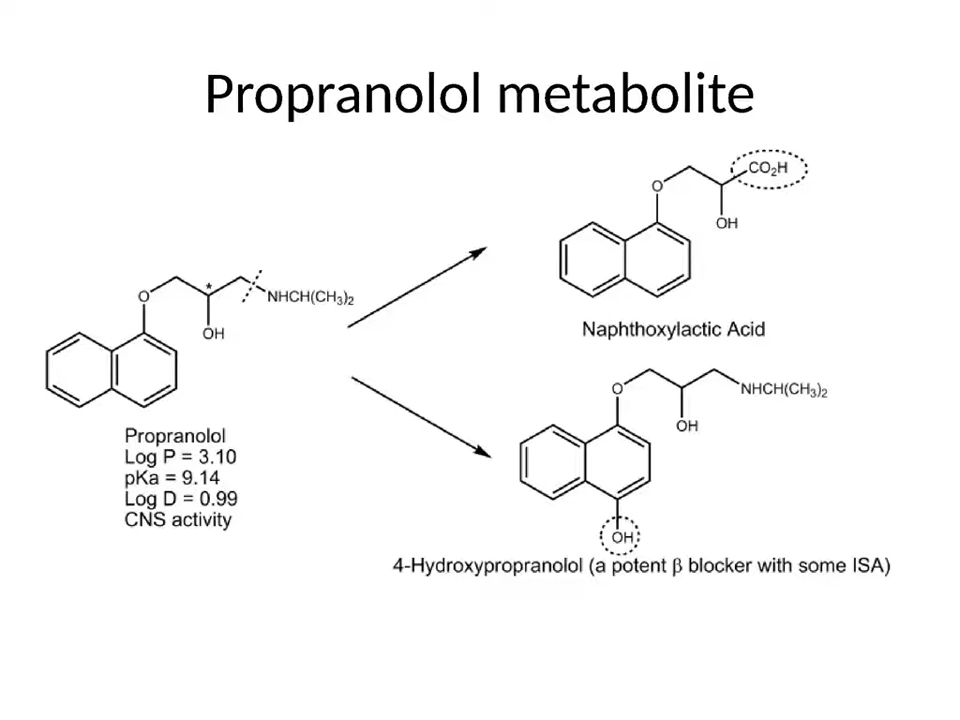 Propranolol metabolite
O
CO₂H
OH
Naphthoxylactic Acid
O
*
NHCH(CH₃)₂
OH
Propranolol
Log P = 3.10
pKa = 9.14
Log D = 0.99
CNS activity
O
NHCH(CH₃)₂
OH
OH
4-Hydroxypropranolol (a potent β blocker with some ISA)